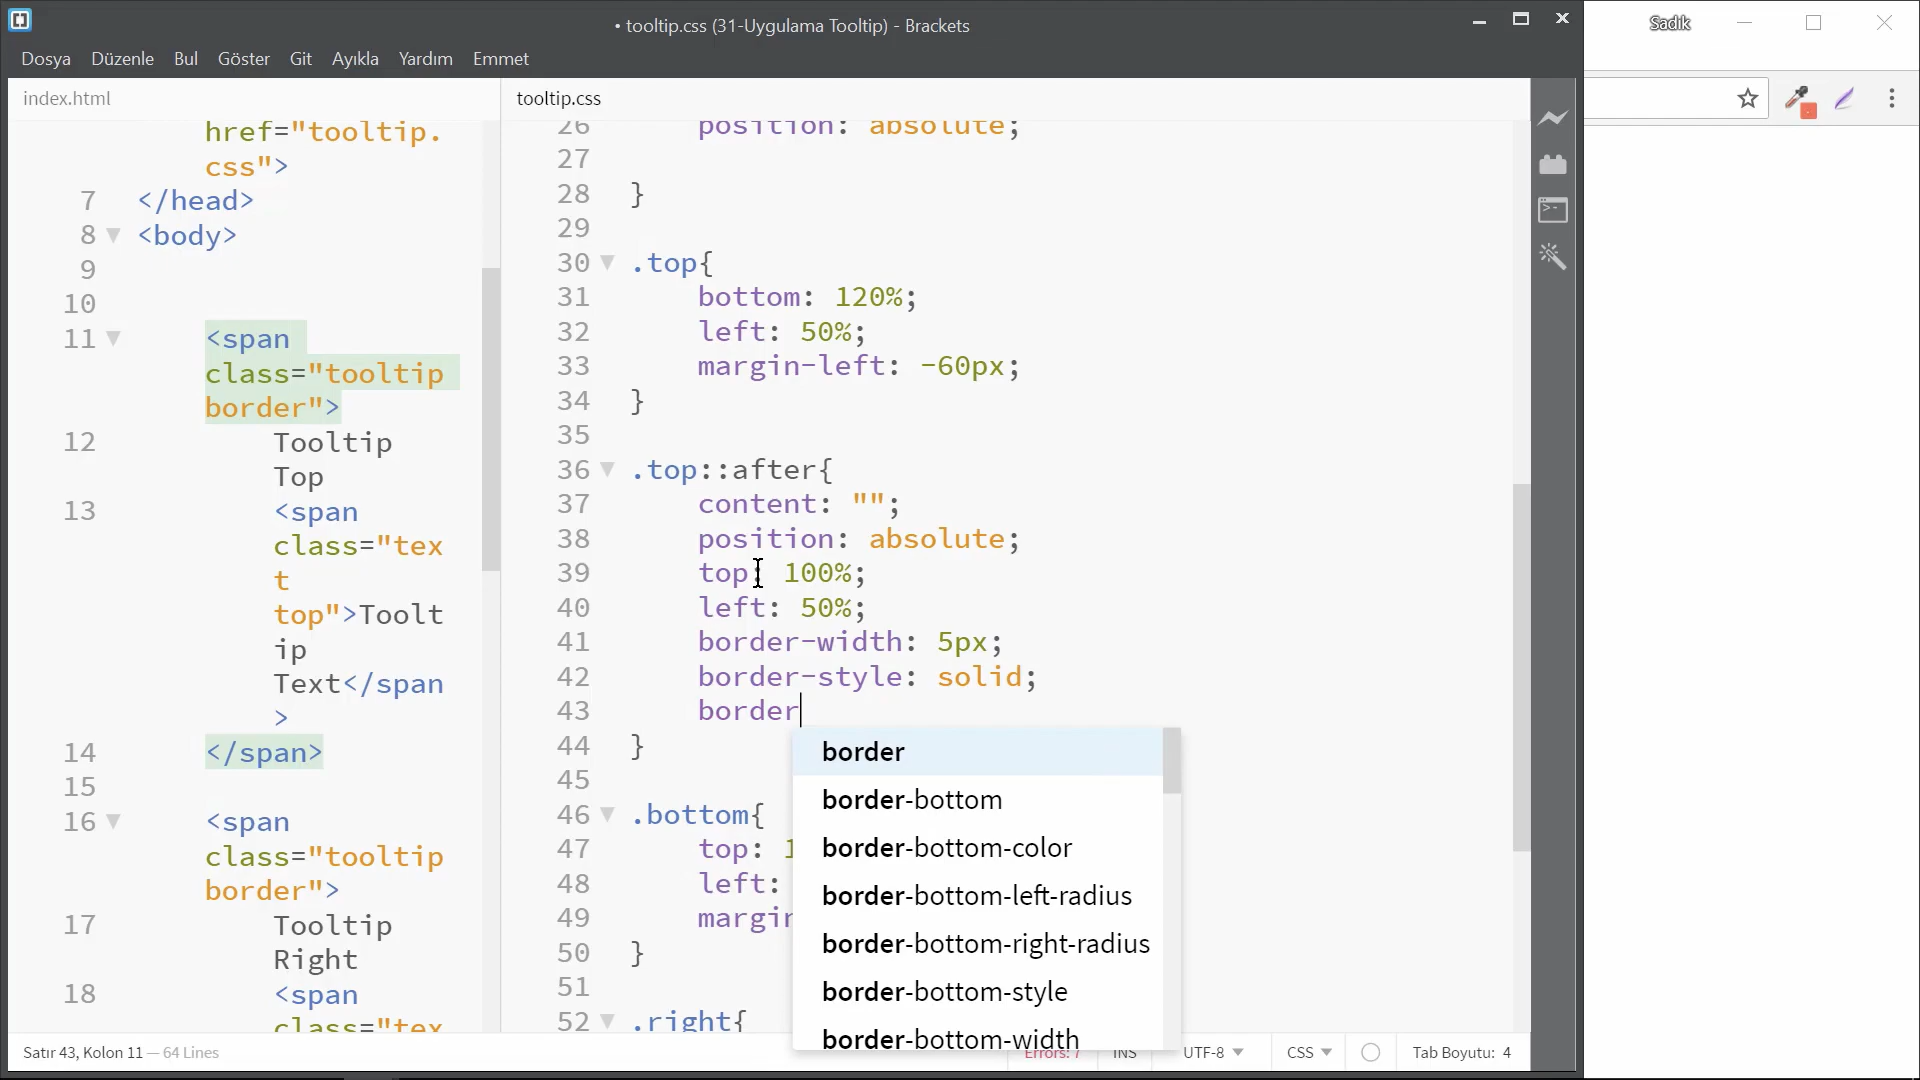 • tooltip.css (31-Uygulama Tooltip) - Brackets
Sadık
Dosya Düzenle Bul Göster Git Ayıkla Yardım Emmet
index.html
href="tooltip.
css">
7 </head>
8 <body>
9
10
11 <span
class="tooltip
border">
12 Tooltip
Top
13 <span
class="tex
t
top">Toolt
ip
Text</span
>
14 </span>
15
16 <span
class="tooltip
border">
17 Tooltip
Right
18 <span
class="tex
tooltip.css
26 position: absolute;
27
28 }
29
30 .top{
31 bottom: 120%;
32 left: 50%;
33 margin-left: -60px;
34 }
35
36 .top::after{
37 content: "";
38 position: absolute;
39 top: 100%;
40 left: 50%;
41 border-width: 5px;
42 border-style: solid;
43 border
44 }
45
46 .bottom{
47 top: 1
48 left:
49 margin
50 }
51
52 .right{
border
border-bottom
border-bottom-color
border-bottom-left-radius
border-bottom-right-radius
border-bottom-style
border-bottom-width
Satır 43, Kolon 11 — 64 Lines
Errors: 7 INS UTF-8 CSS Tab Boyutu: 4